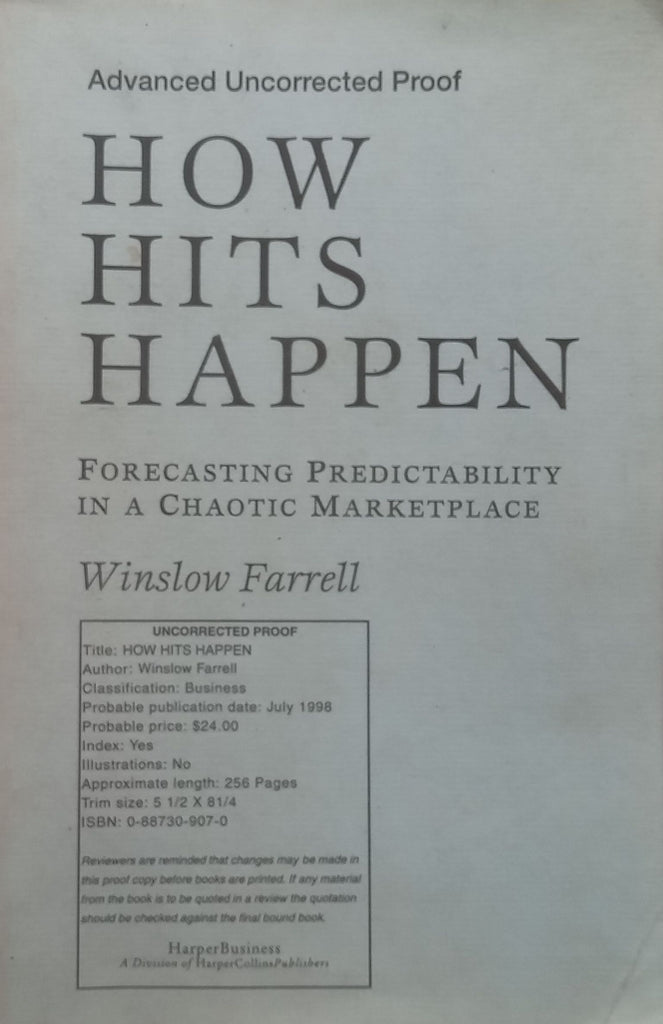 Advanced Uncorrected Proof
HOW
HITS
HAPPEN
FORECASTING PREDICTABILITY
IN A CHAOTIC MARKETPLACE
Winslow Farrell
UNCORRECTED PROOF
Title: HOW HITS HAPPEN
Author: Winslow Farrell
Classification: Business
Probable publication date: July 1998
Probable price: $24.00
Index: Yes
Illustrations: No
Approximate length: 256 Pages
Trim size: 5 1/2 X 81/4
ISBN: 0-88730-907-0
Reviewers are reminded that changes may be made in
this proof copy before books are printed. If any material
from the book is to be quoted in a review the quotation
should be checked against the final bound book.
HarperBusiness
A Division of HarperCollinsPublishers